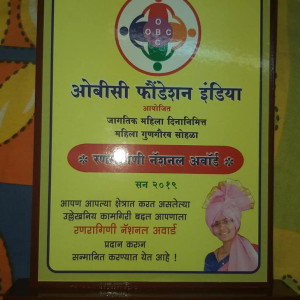 OBC
ओबीसी फौंडेशन इंडिया
आयोजित
जागतिक महिला दिनानिमित्त
महिला गुणगौरव सोहळा
* रणरागिणी नॅशनल अवॉर्ड *
सन २०१९
आपण आपल्या क्षेत्रात करत असलेल्या
उल्लेखनिय कामगिरी बद्दल आपणाला
रणरागिणी नॅशनल अवार्ड
प्रदान करून
सन्मानित करण्यात येत आहे !